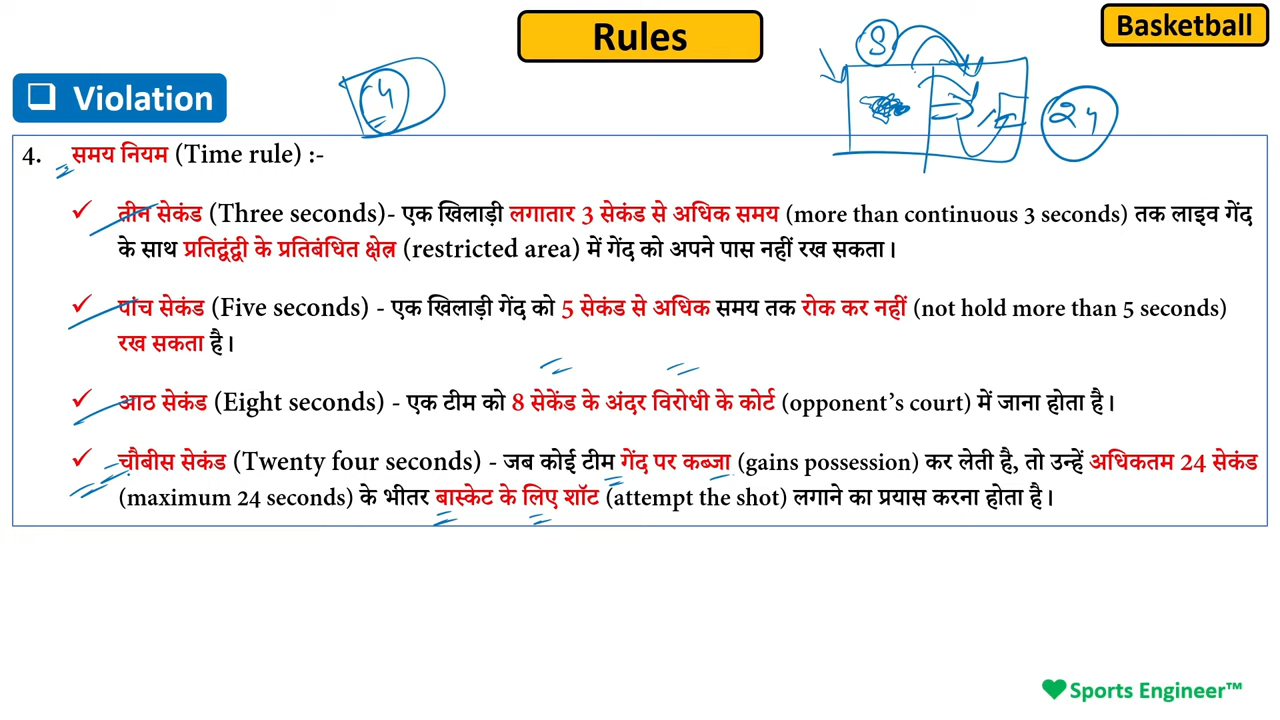 Rules
Basketball
Violation
4
8
24
4. समय नियम (Time rule) :-
तीन सेकंड (Three seconds)- एक खिलाड़ी लगातार 3 सेकंड से अधिक समय (more than continuous 3 seconds) तक लाइव गेंद
के साथ प्रतिद्वंद्वी के प्रतिबंधित क्षेत्र (restricted area) में गेंद को अपने पास नहीं रख सकता।
पांच सेकंड (Five seconds) - एक खिलाड़ी गेंद को 5 सेकंड से अधिक समय तक रोक कर नहीं (not hold more than 5 seconds)
रख सकता है।
आठ सेकंड (Eight seconds) - एक टीम को 8 सेकेंड के अंदर विरोधी के कोर्ट (opponent's court) में जाना होता है।
चौबीस सेकंड (Twenty four seconds) - जब कोई टीम गेंद पर कब्जा (gains possession) कर लेती है, तो उन्हें अधिकतम 24 सेकंड
(maximum 24 seconds) के भीतर बास्केट के लिए शॉट (attempt the shot) लगाने का प्रयास करना होता है।
Sports Engineer™